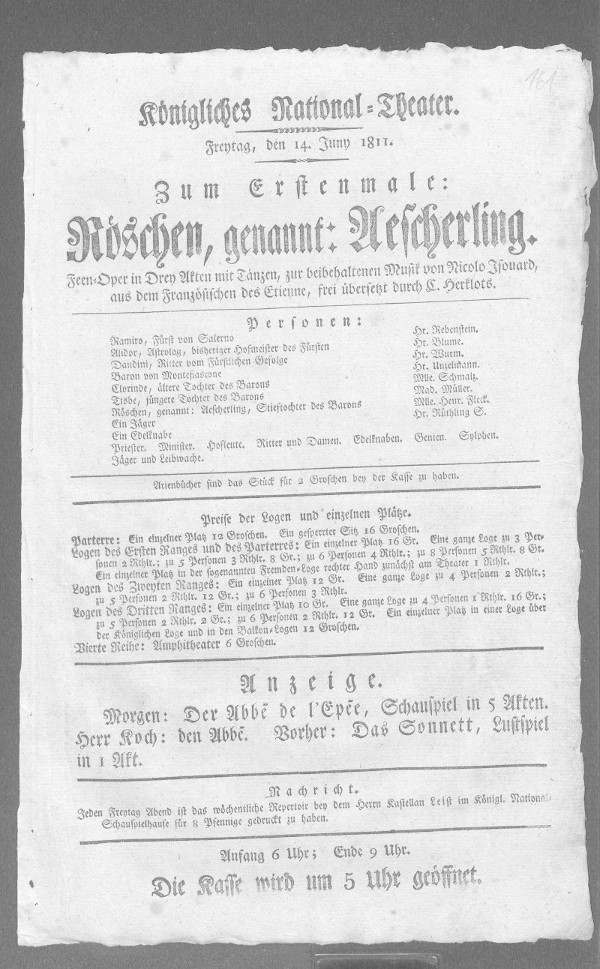 161
Königliches National-Theater.
Freytag, den 14. Juny 1811.
Zum Erstenmale:
Röschen, genannt: Aescherling.
Feen-Oper in Drey Akten mit Tänzen, zur beibehaltenen Musik von Nicolo Isouard,
aus dem Französischen des Etienne, frei übersetzt durch C. Herklots.
Personen:
Ramiro, Fürst von Salerno Hr. Rebenstein.
Alidor, Astrolog, bisheriger Hofmeister des Fürsten Hr. Blume.
Dandini, Ritter vom Fürstlichen Gefolge Hr. Wurm.
Baron von Montefiascone Hr. Unzelmann.
Clorinde, ältere Tochter des Barons Mlle. Schmalz.
Tisbe, jüngere Tochter des Barons Mad. Müller.
Röschen, genannt: Aescherling, Stieftochter des Barons Mlle. Henr. Fleck.
Ein Jäger Hr. Rüthling S.
Ein Edelknabe
Priester. Minister. Hofleute. Ritter und Damen. Edelknaben. Genien. Sylphen.
Jäger und Leibwache.
Arienbücher sind das Stück für 2 Groschen bey der Kasse zu haben.
Preise der Logen und einzelnen Plätze.
Parterre: Ein einzelner Platz 12 Groschen. Ein gesperrter Sitz 16 Groschen.
Logen des Ersten Ranges und des Parterres: Ein einzelner Platz 16 Gr. Eine ganze Loge zu 3 Per-
sonen 2 Rthlr.; zu 5 Personen 3 Rthlr. 8 Gr.; zu 6 Personen 4 Rthlr.; zu 8 Personen 5 Rthlr. 8 Gr.
Ein einzelner Platz in der sogenannten Fremden-Loge rechter Hand zunächst am Theater 1 Rthlr.
Logen des Zweyten Ranges: Ein einzelner Platz 12 Gr. Eine ganze Loge zu 4 Personen 2 Rthlr.;
zu 5 Personen 2 Rthlr. 12 Gr.; zu 6 Personen 3 Rthlr.
Logen des Dritten Ranges: Ein einzelner Platz 10 Gr. Eine ganze Loge zu 4 Personen 1 Rthlr. 16 Gr.;
zu 5 Personen 2 Rthlr. 2 Gr.; zu 6 Personen 2 Rthlr. 12 Gr. Ein einzelner Platz in einer Loge über
der Königlichen Loge und in den Balkon-Logen 12 Groschen.
Vierte Reihe: Amphitheater 6 Groschen.
Anzeige.
Morgen: Der Abbé de l'Epée, Schauspiel in 5 Akten.
Herr Koch: den Abbé. Vorher: Das Sonnett, Lustspiel
in 1 Akt.
Nachricht.
Jeden Freytag Abend ist das wöchentliche Repertoir bey dem Herrn Kastellan Leist im Königl. National-
Schauspielhause für 8 Pfennige gedruckt zu haben.
Anfang 6 Uhr; Ende 9 Uhr.
Die Kasse wird um 5 Uhr geöffnet.